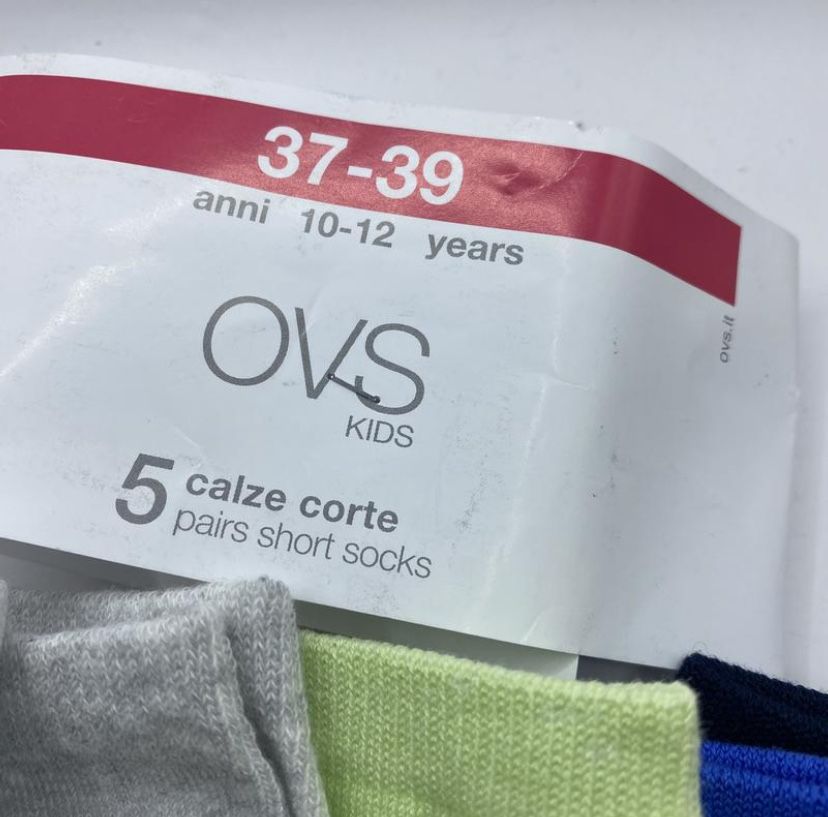 37-39
anni 10-12 years
OVS
KIDS
5 calze corte
pairs short socks
ovs.it